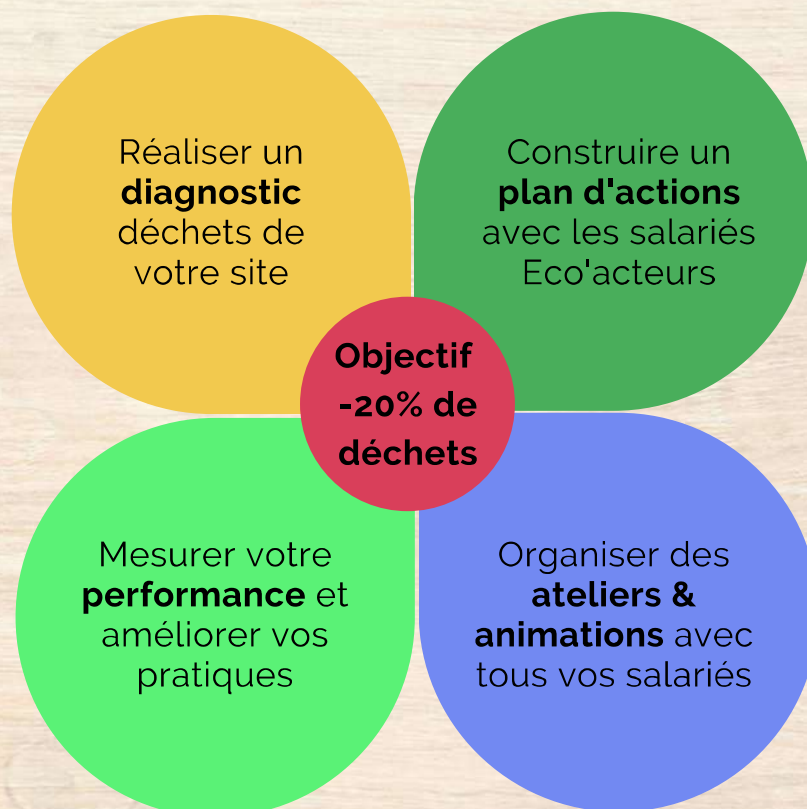 Réaliser un
diagnostic
déchets de
votre site
Construire un
plan d'actions
avec les salariés
Eco'acteurs
Objectif
-20% de
déchets
Mesurer votre
performance et
améliorer vos
pratiques
Organiser des
ateliers &
animations avec
tous vos salariés